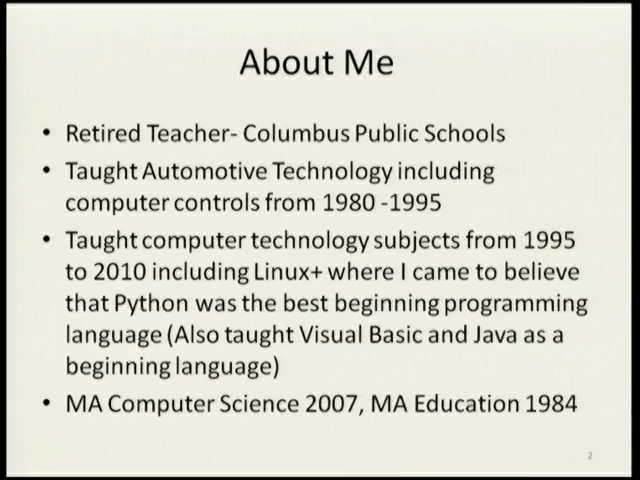 About Me
• Retired Teacher- Columbus Public Schools
• Taught Automotive Technology including
computer controls from 1980 -1995
• Taught computer technology subjects from 1995
to 2010 including Linux+ where I came to believe
that Python was the best beginning programming
language (Also taught Visual Basic and Java as a
beginning language)
• MA Computer Science 2007, MA Education 1984
2